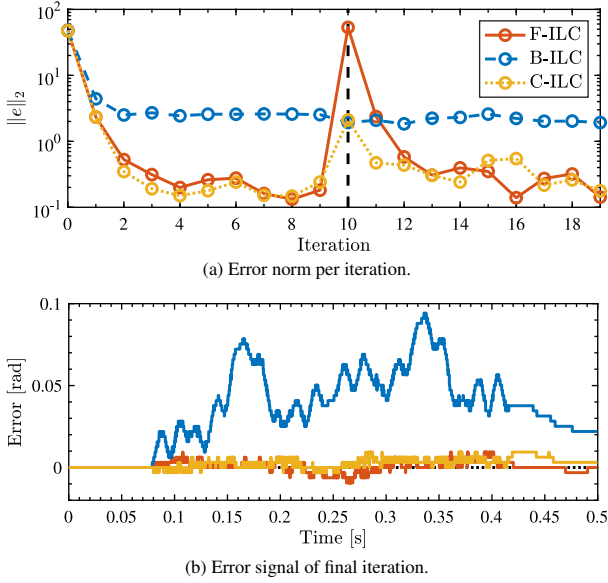 10^2
10^1
10^0
10^{-1}
‖e‖_2
F-ILC
B-ILC
C-ILC
0 2 4 6 8 10 12 14 16 18
Iteration
(a) Error norm per iteration.
0.1
0.05
0
Error [rad]
0 0.05 0.1 0.15 0.2 0.25 0.3 0.35 0.4 0.45 0.5
Time [s]
(b) Error signal of final iteration.